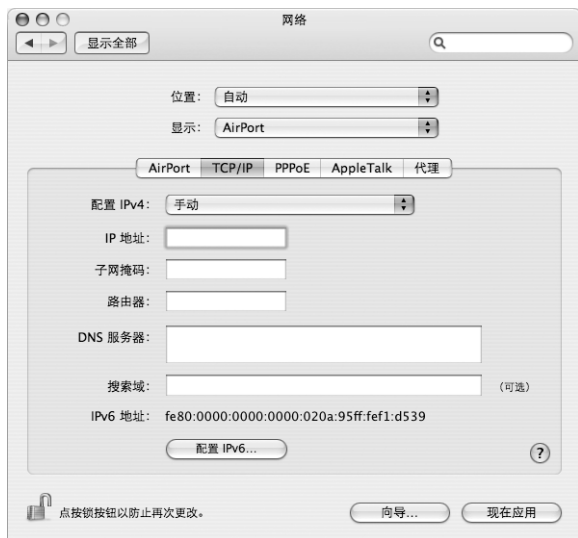 网络
显示全部
位置： 自动
显示： AirPort
AirPort TCP/IP PPPoE AppleTalk 代理
配置 IPv4： 手动
IP 地址：
子网掩码：
路由器：
DNS 服务器：
搜索域： （可选）
IPv6 地址： fe80:0000:0000:0000:020a:95ff:fef1:d539
配置 IPv6...
?
点按锁按钮以防止再次更改。 向导... 现在应用